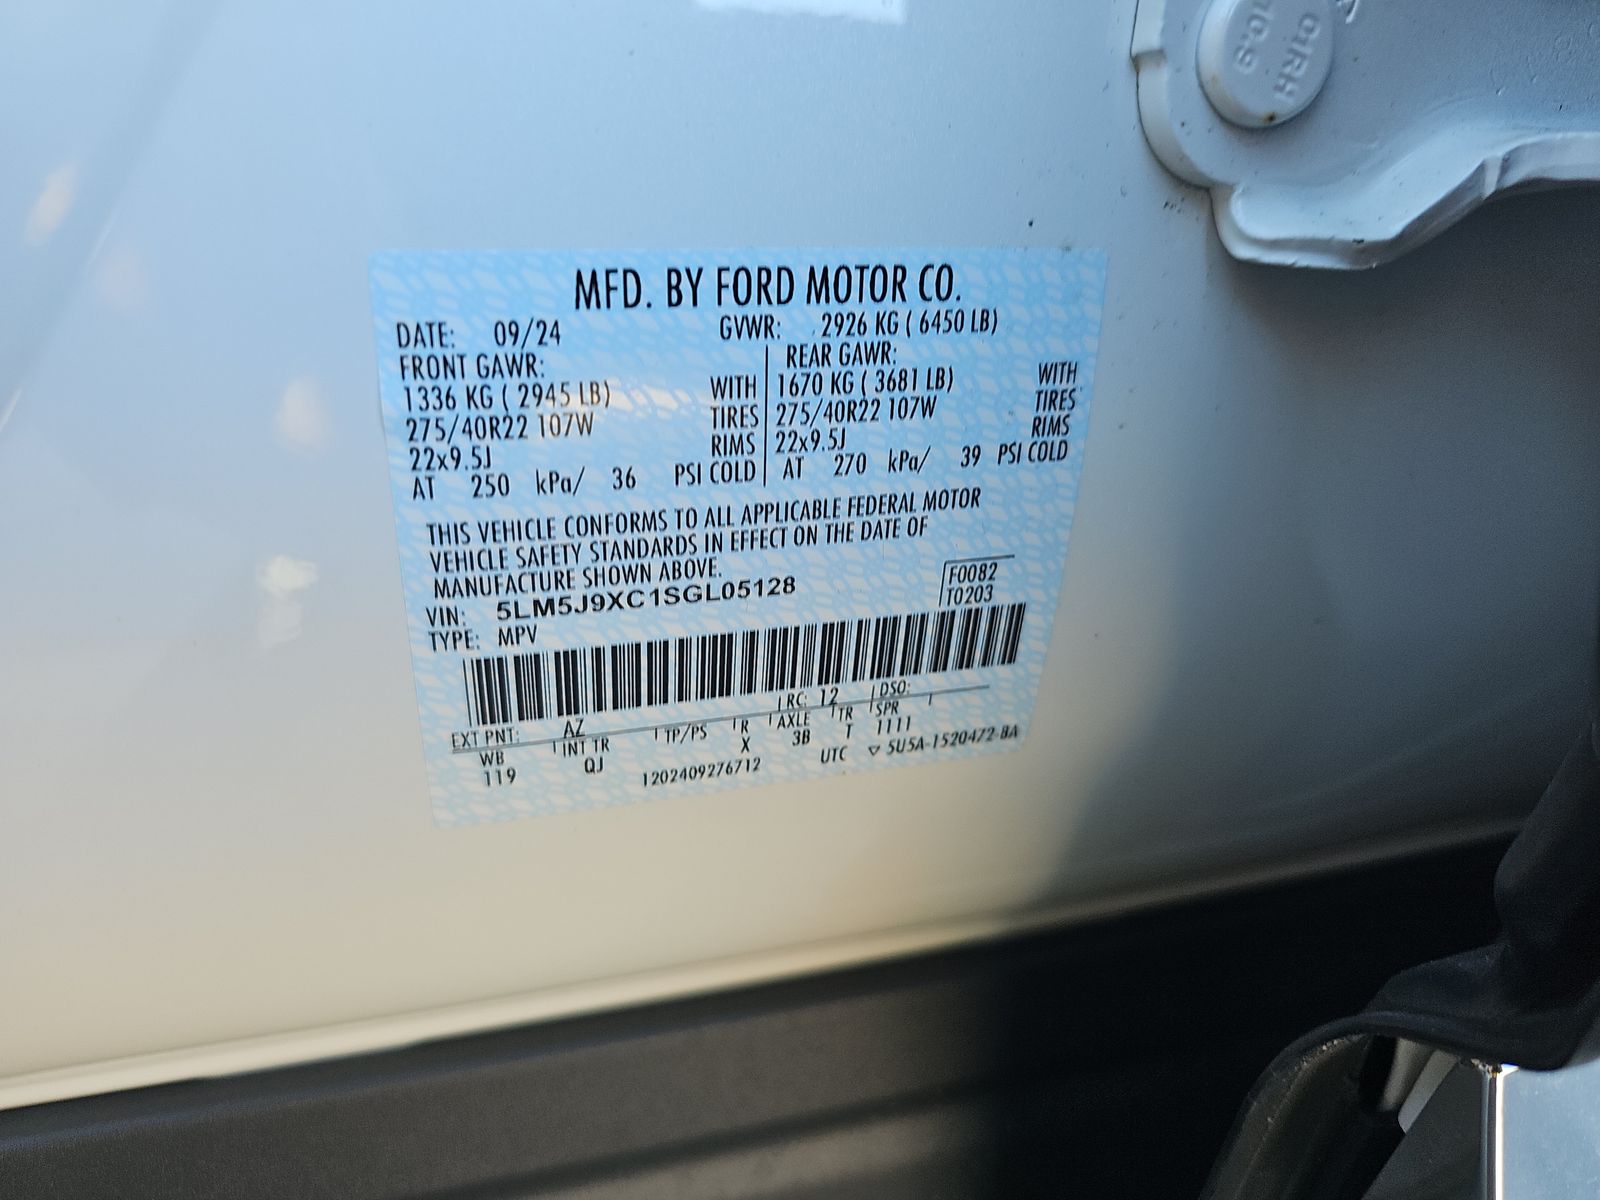 10.9
01RH
MFD. BY FORD MOTOR CO.
DATE: 09/24 GVWR: 2926 KG ( 6450 LB)
FRONT GAWR: REAR GAWR:
1336 KG ( 2945 LB) WITH 1670 KG ( 3681 LB) WITH
275/40R22 107W TIRES 275/40R22 107W TIRES
22x9.5J RIMS 22x9.5J RIMS
AT 250 kPa/ 36 PSI COLD AT 270 kPa/ 39 PSI COLD
THIS VEHICLE CONFORMS TO ALL APPLICABLE FEDERAL MOTOR
VEHICLE SAFETY STANDARDS IN EFFECT ON THE DATE OF
MANUFACTURE SHOWN ABOVE.
VIN: 5LM5J9XC1SGL05128 F0082
TYPE: MPV T0203
EXT PNT: AZ RC: 12 DSO:
WB INT TR TP/PS R AXLE TR SPR
119 QJ X 3B T 1111
1202409276712 UTC ▽ 5U5A-1520472-BA